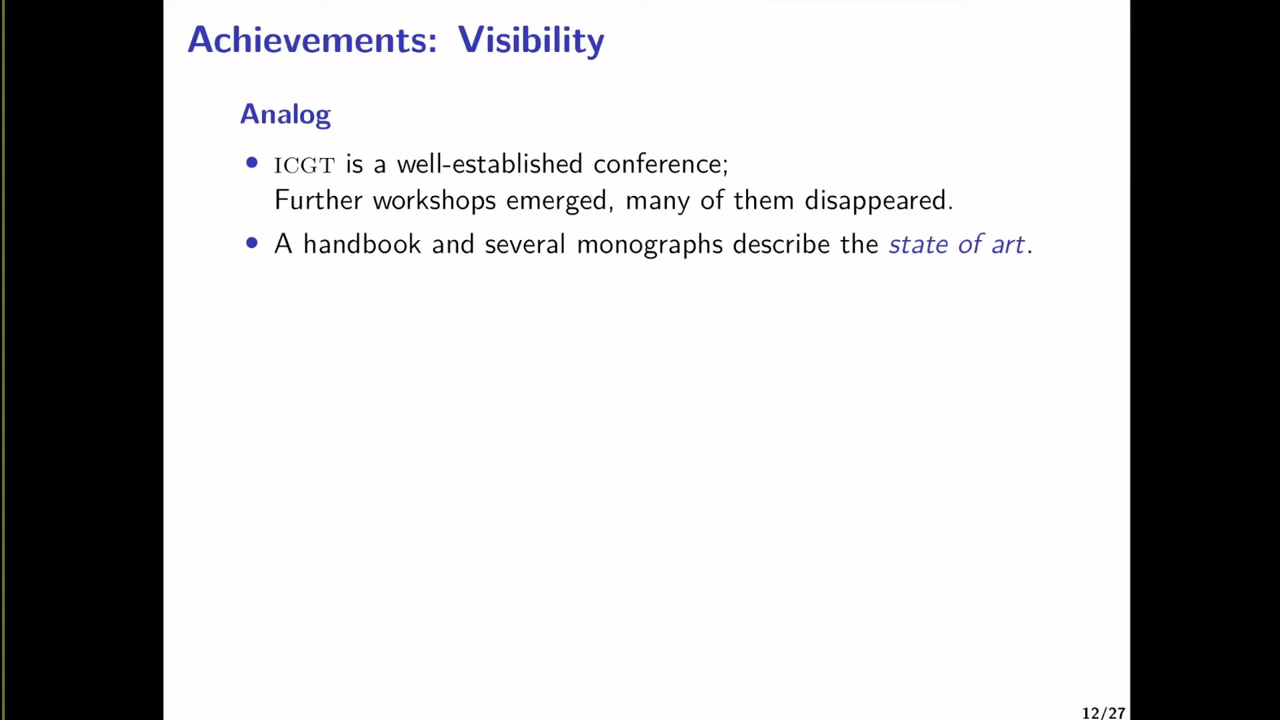 Achievements: Visibility
Analog
• ICGT is a well-established conference;
Further workshops emerged, many of them disappeared.
• A handbook and several monographs describe the state of art.
12/27